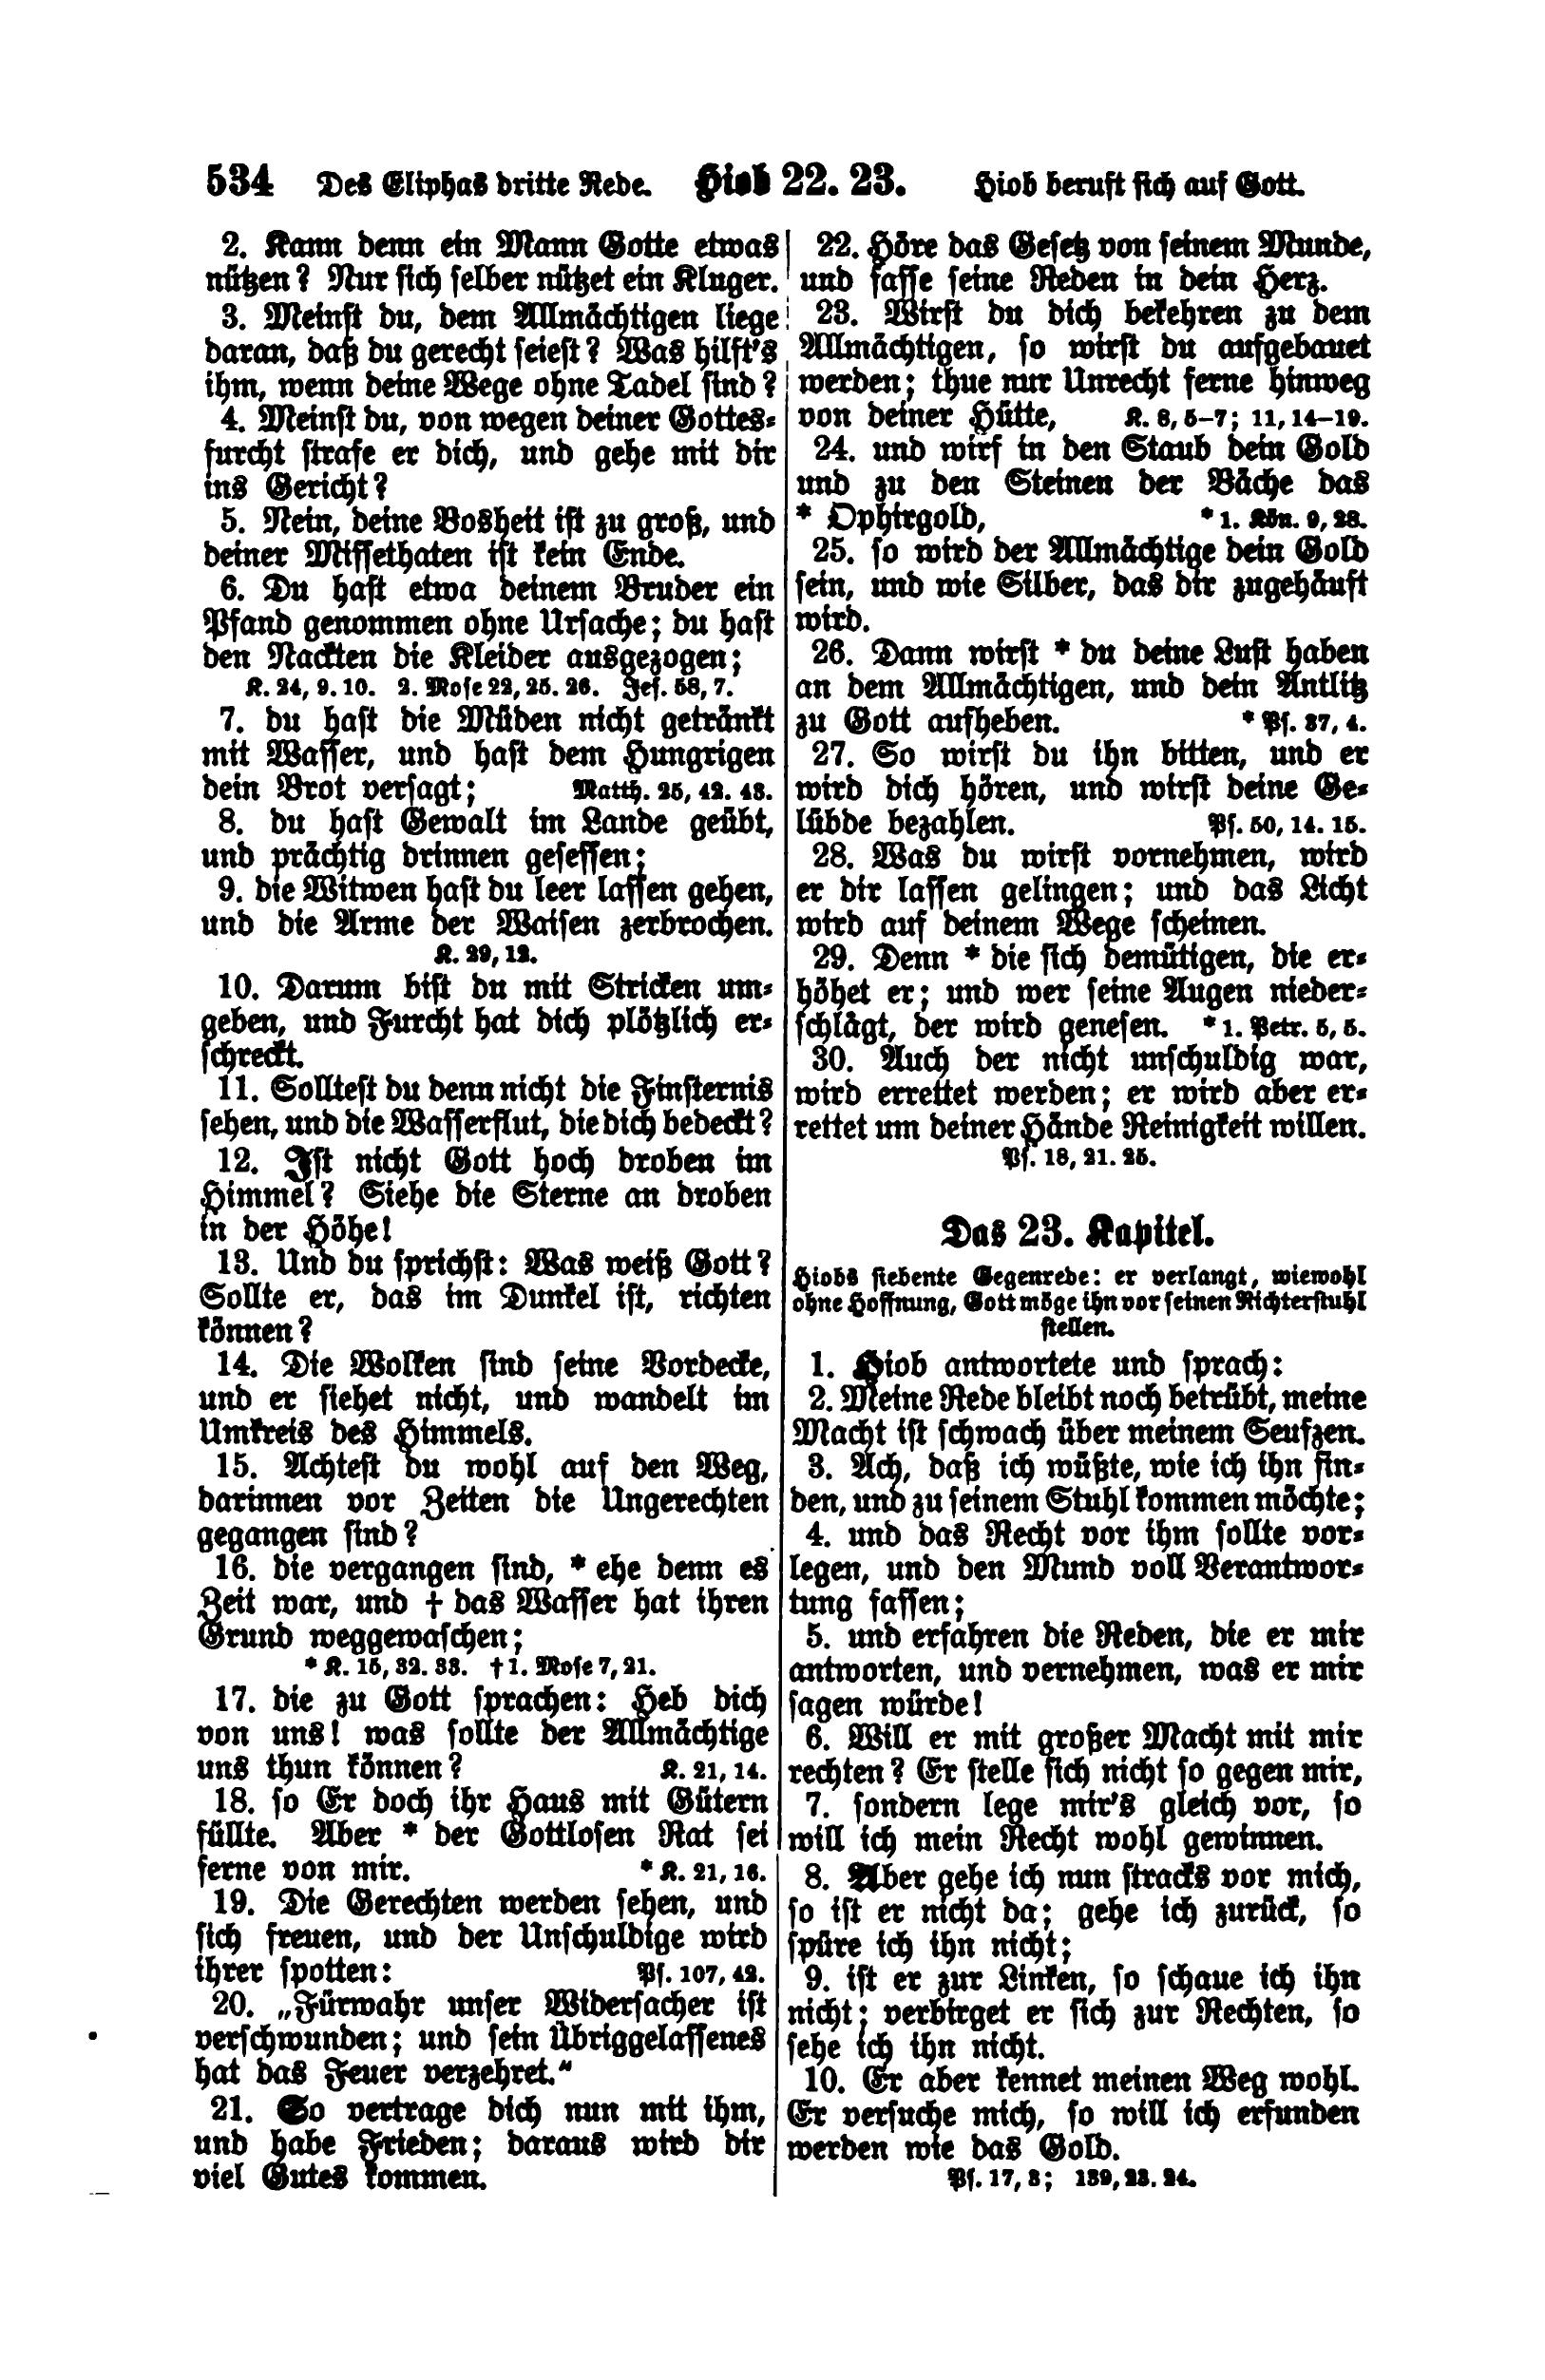 534 Des Eliphas dritte Rede. Hiob 22. 23. Hiob beruft sich auf Gott.
2. Kann denn ein Mann Gotte etwas
nützen? Nur sich selber nützet ein Kluger.
3. Meinst du, dem Allmächtigen liege
daran, daß du gerecht seiest? Was hilft's
ihm, wenn deine Wege ohne Tadel sind?
4. Meinst du, von wegen deiner Gottes-
furcht strafe er dich, und gehe mit dir
ins Gericht?
5. Nein, deine Bosheit ist zu groß, und
deiner Missethaten ist kein Ende.
6. Du hast etwa deinem Bruder ein
Pfand genommen ohne Ursache; du hast
den Nackten die Kleider ausgezogen;
K. 24, 9. 10. 2. Mose 22, 25. 26. Jes. 58, 7.
7. du hast die Müden nicht getränkt
mit Wasser, und hast dem Hungrigen
dein Brot versagt; Matth. 25, 42. 43.
8. du hast Gewalt im Lande geübt,
und prächtig drinnen gesessen;
9. die Witwen hast du leer lassen gehen,
und die Arme der Waisen zerbrochen.
K. 29, 12.
10. Darum bist du mit Stricken um-
geben, und Furcht hat dich plötzlich er-
schreckt.
11. Solltest du denn nicht die Finsternis
sehen, und die Wasserflut, die dich bedeckt?
12. Ist nicht Gott hoch droben im
Himmel? Siehe die Sterne an droben
in der Höhe!
13. Und du sprichst: Was weiß Gott?
Sollte er, das im Dunkel ist, richten
können?
14. Die Wolken sind seine Vordecke,
und er siehet nicht, und wandelt im
Umkreis des Himmels.
15. Achtest du wohl auf den Weg,
darinnen vor Zeiten die Ungerechten
gegangen sind?
16. die vergangen sind, * ehe denn es
Zeit war, und † das Wasser hat ihren
Grund weggewaschen;
* K. 15, 32. 33. † 1. Mose 7, 21.
17. die zu Gott sprachen: Heb dich
von uns! was sollte der Allmächtige
uns thun können? K. 21, 14.
18. so Er doch ihr Haus mit Gütern
füllte. Aber * der Gottlosen Rat sei
ferne von mir. * K. 21, 16.
19. Die Gerechten werden sehen, und
sich freuen, und der Unschuldige wird
ihrer spotten: Ps. 107, 42.
20. „Fürwahr unser Widersacher ist
verschwunden; und sein Übriggelassenes
hat das Feuer verzehret.“
21. So vertrage dich nun mit ihm,
und habe Frieden; daraus wird dir
viel Gutes kommen.
22. Höre das Gesetz von seinem Munde,
und fasse seine Reden in dein Herz.
23. Wirst du dich bekehren zu dem
Allmächtigen, so wirst du aufgebauet
werden; thue nur Unrecht ferne hinweg
von deiner Hütte, K. 8, 5–7; 11, 14–19.
24. und wirf in den Staub dein Gold
und zu den Steinen der Bäche das
* Ophirgold, * 1. Kön. 9, 28.
25. so wird der Allmächtige dein Gold
sein, und wie Silber, das dir zugehäuft
wird.
26. Dann wirst * du deine Lust haben
an dem Allmächtigen, und dein Antlitz
zu Gott aufheben. * Ps. 37, 4.
27. So wirst du ihn bitten, und er
wird dich hören, und wirst deine Ge-
lübde bezahlen. Ps. 50, 14. 15.
28. Was du wirst vornehmen, wird
er dir lassen gelingen; und das Licht
wird auf deinem Wege scheinen.
29. Denn * die sich demütigen, die er-
höhet er; und wer seine Augen nieder-
schlägt, der wird genesen. * 1. Petr. 5, 5.
30. Auch der nicht unschuldig war,
wird errettet werden; er wird aber er-
rettet um deiner Hände Reinigkeit willen.
Ps. 18, 21. 25.
Das 23. Kapitel.
Hiobs siebente Gegenrede: er verlangt, wiewohl
ohne Hoffnung, Gott möge ihn vor seinen Richterstuhl
stellen.
1. Hiob antwortete und sprach:
2. Meine Rede bleibt noch betrübt, meine
Macht ist schwach über meinem Seufzen.
3. Ach, daß ich wüßte, wie ich ihn fin-
den, und zu seinem Stuhl kommen möchte;
4. und das Recht vor ihm sollte vor-
legen, und den Mund voll Verantwor-
tung fassen;
5. und erfahren die Reden, die er mir
antworten, und vernehmen, was er mir
sagen würde!
6. Will er mit großer Macht mit mir
rechten? Er stelle sich nicht so gegen mir,
7. sondern lege mir's gleich vor, so
will ich mein Recht wohl gewinnen.
8. Aber gehe ich nun stracks vor mich,
so ist er nicht da; gehe ich zurück, so
spüre ich ihn nicht;
9. ist er zur Linken, so schaue ich ihn
nicht; verbirget er sich zur Rechten, so
sehe ich ihn nicht.
10. Er aber kennet meinen Weg wohl.
Er versuche mich, so will ich erfunden
werden wie das Gold.
Ps. 17, 3; 139, 23. 24.